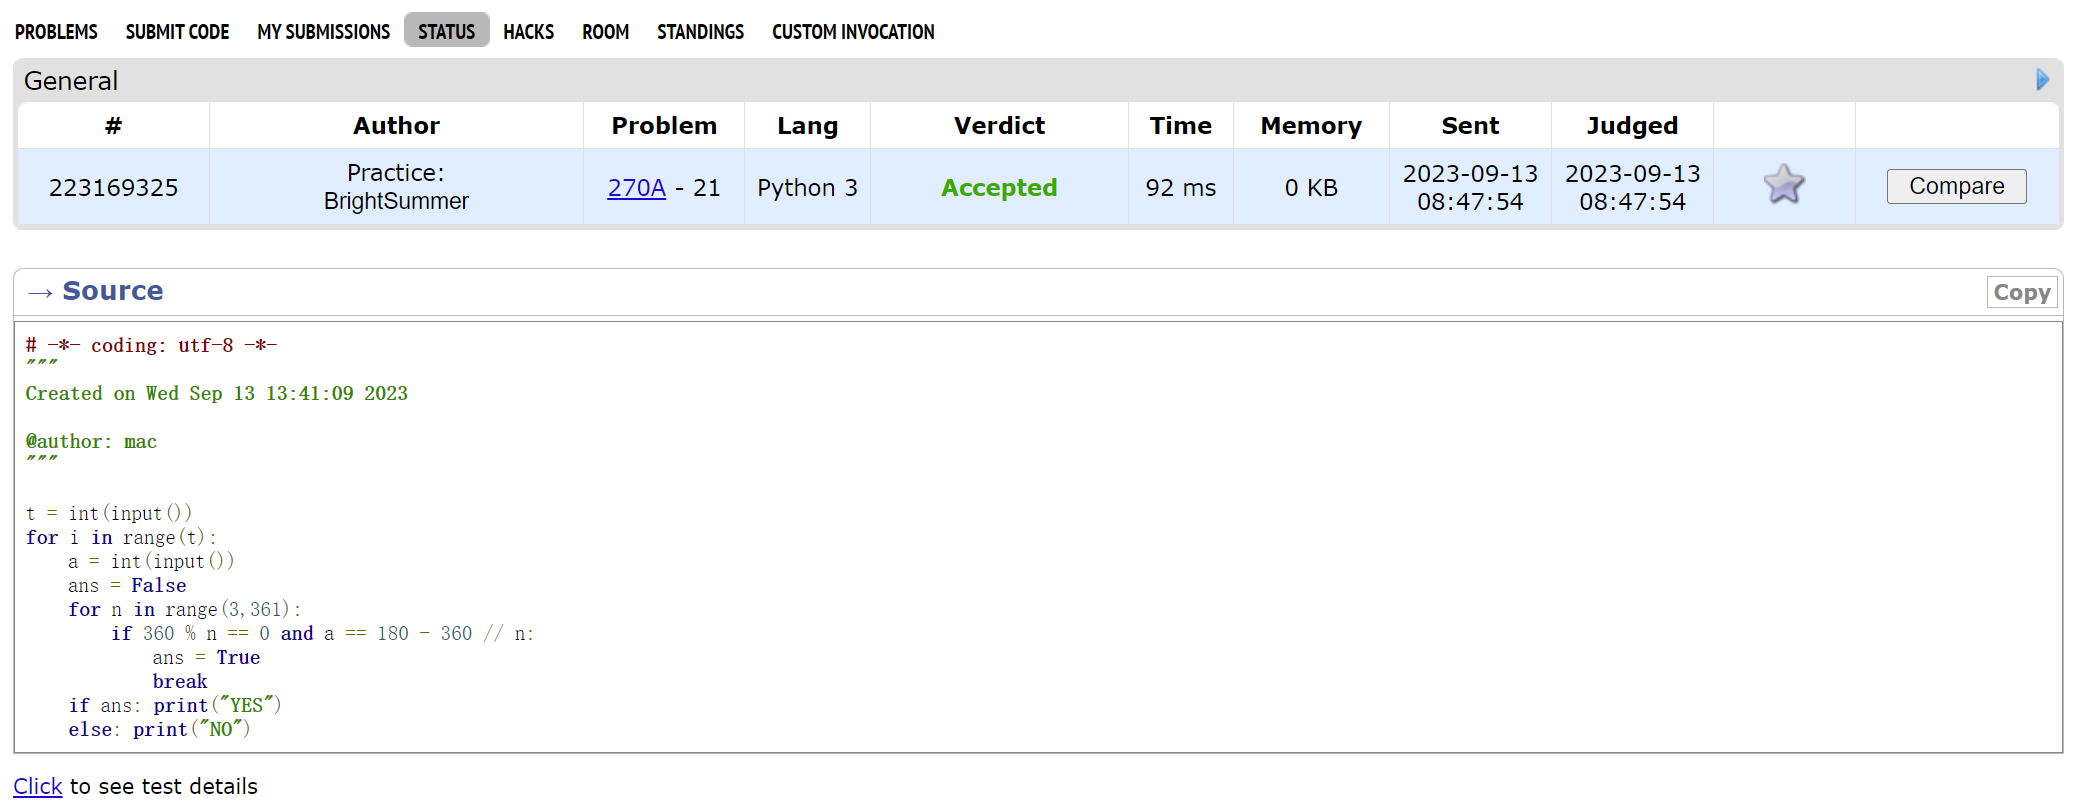 PROBLEMS SUBMIT CODE MY SUBMISSIONS STATUS HACKS ROOM STANDINGS CUSTOM INVOCATION
General
# Author Problem Lang Verdict Time Memory Sent Judged
223169325 Practice: BrightSummer 270A - 21 Python 3 Accepted 92 ms 0 KB 2023-09-13 08:47:54 2023-09-13 08:47:54 Compare
→ Source Copy
# -*- coding: utf-8 -*-
"""
Created on Wed Sep 13 13:41:09 2023
@author: mac
"""
t = int(input())
for i in range(t):
    a = int(input())
    ans = False
    for n in range(3,361):
        if 360 % n == 0 and a == 180 - 360 // n:
            ans = True
            break
    if ans: print("YES")
    else: print("NO")
Click to see test details